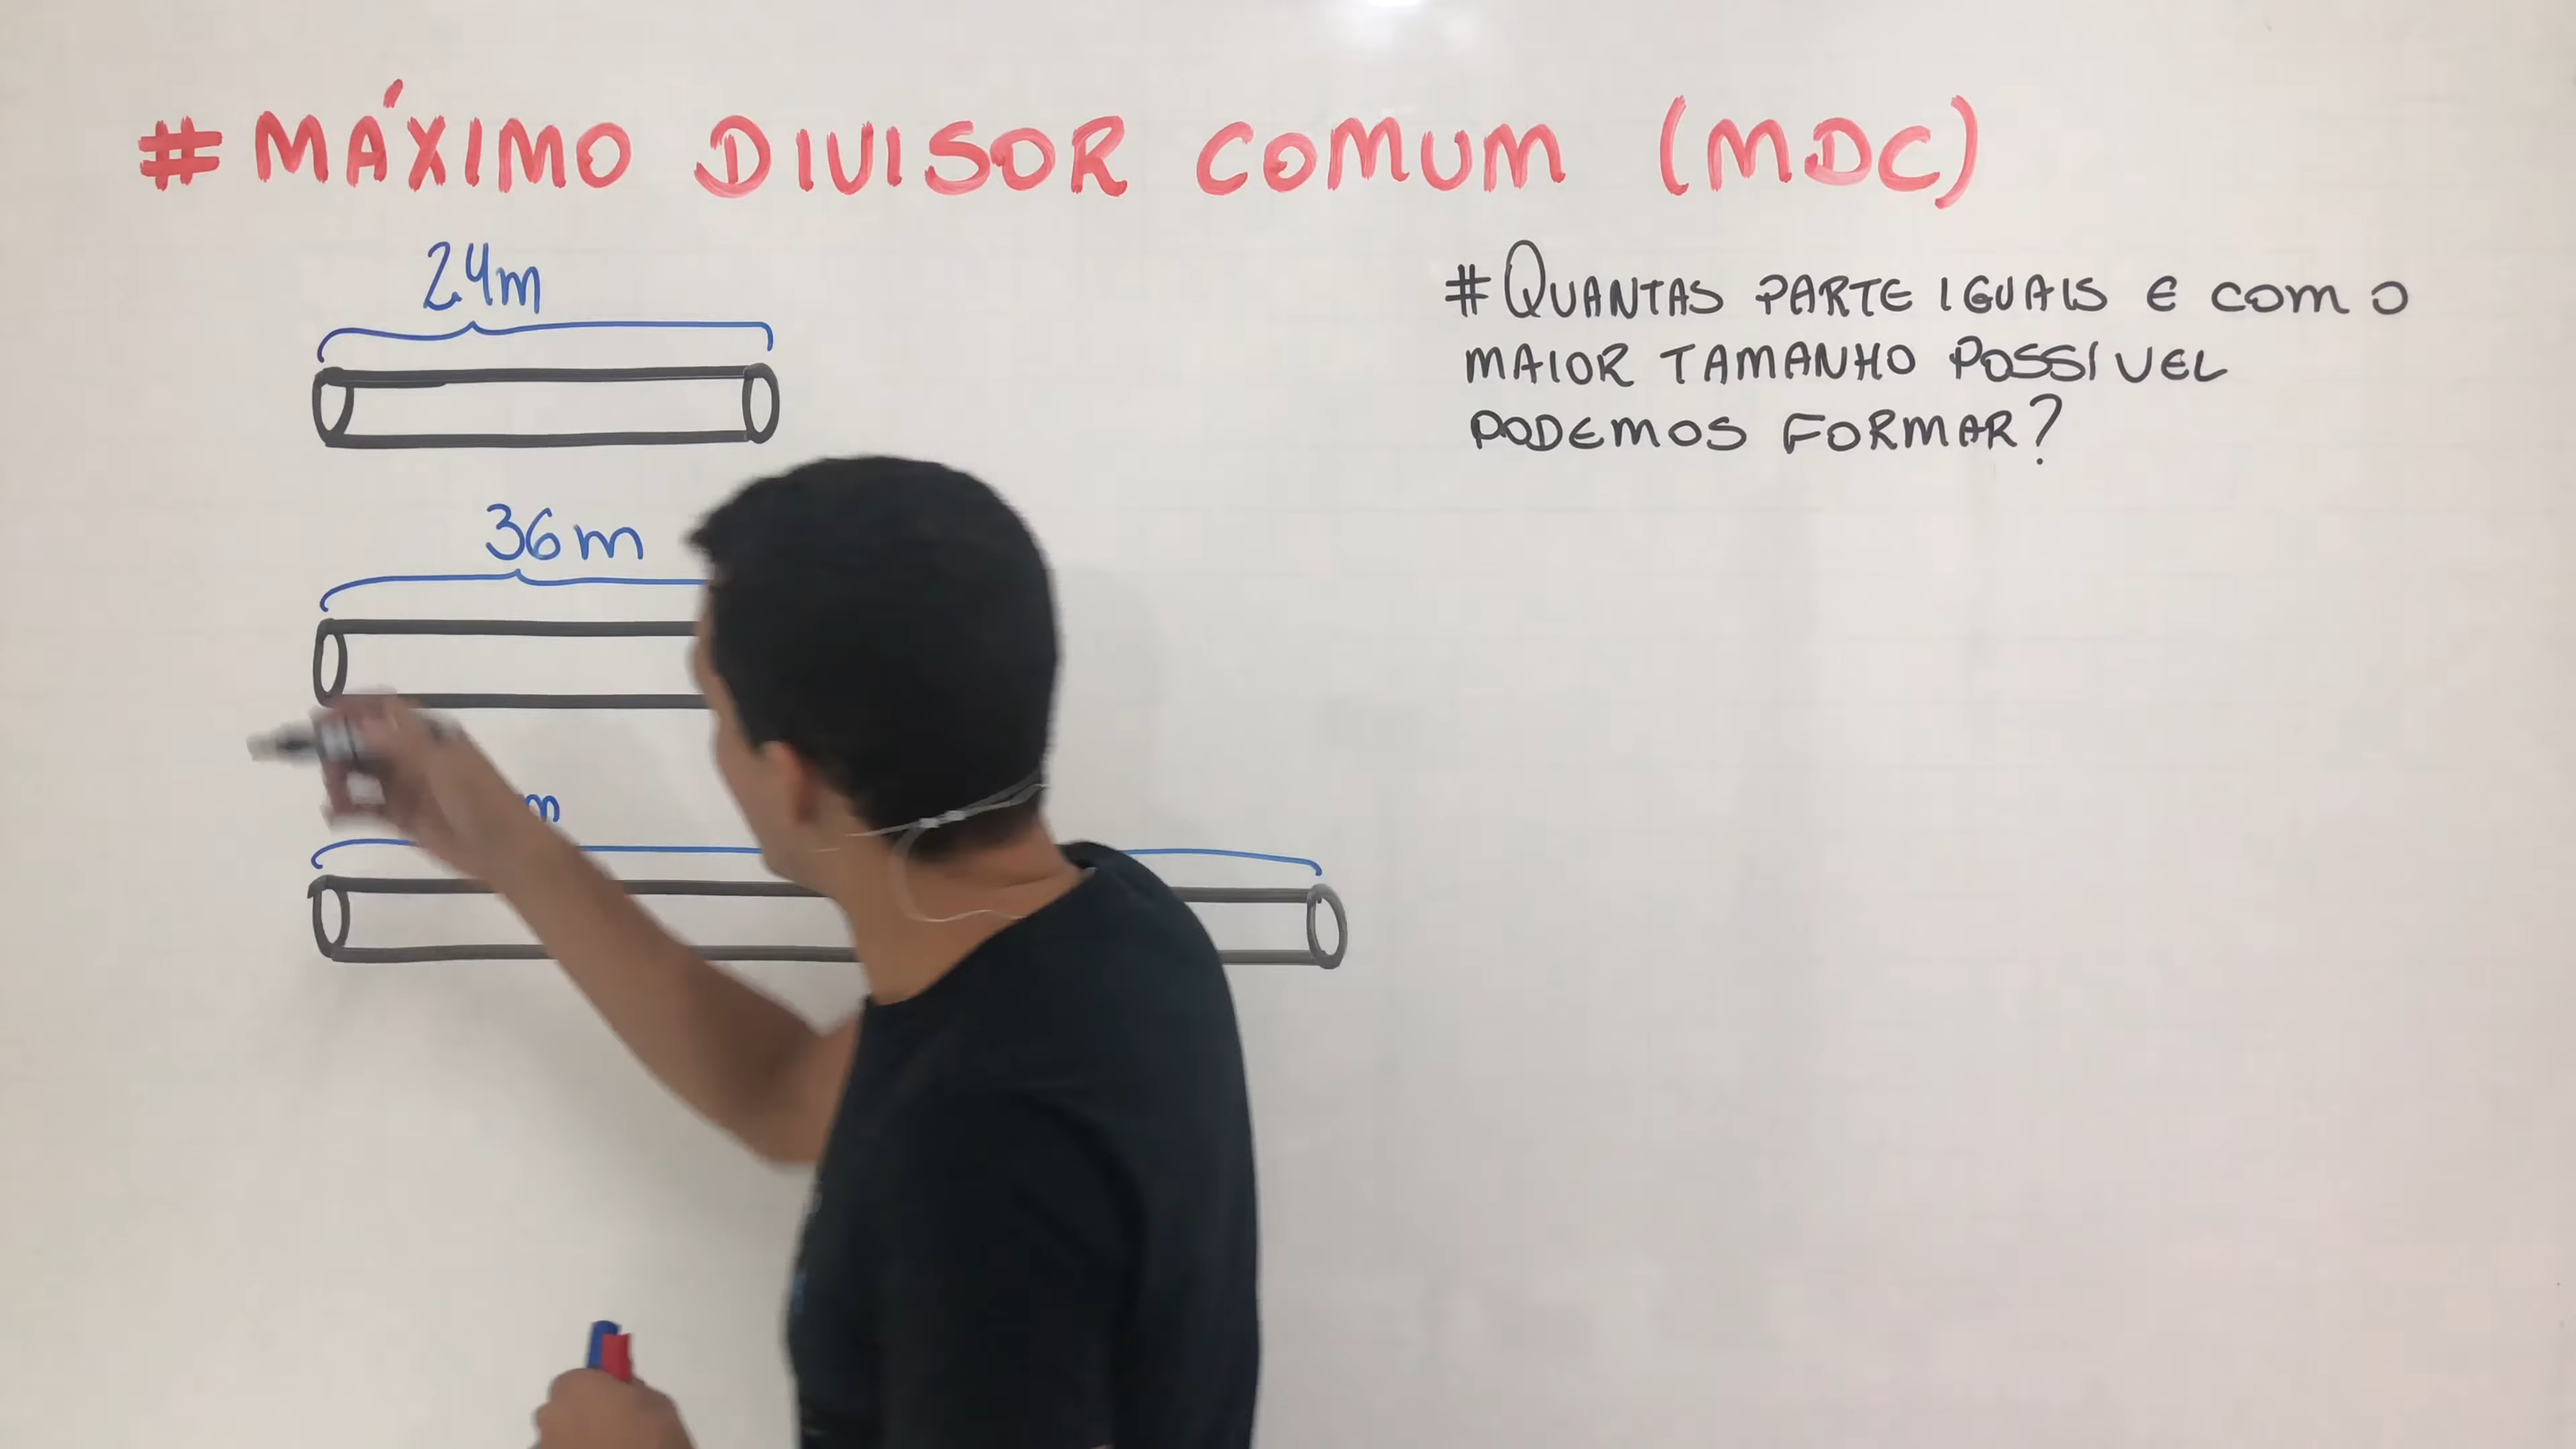 # MÁXIMO DIVISOR COMUM (MDC)
24m
# QUANTAS PARTE IGUAIS E COM O
MAIOR TAMANHO POSSIVEL
PODEMOS FORMAR?
36m
m